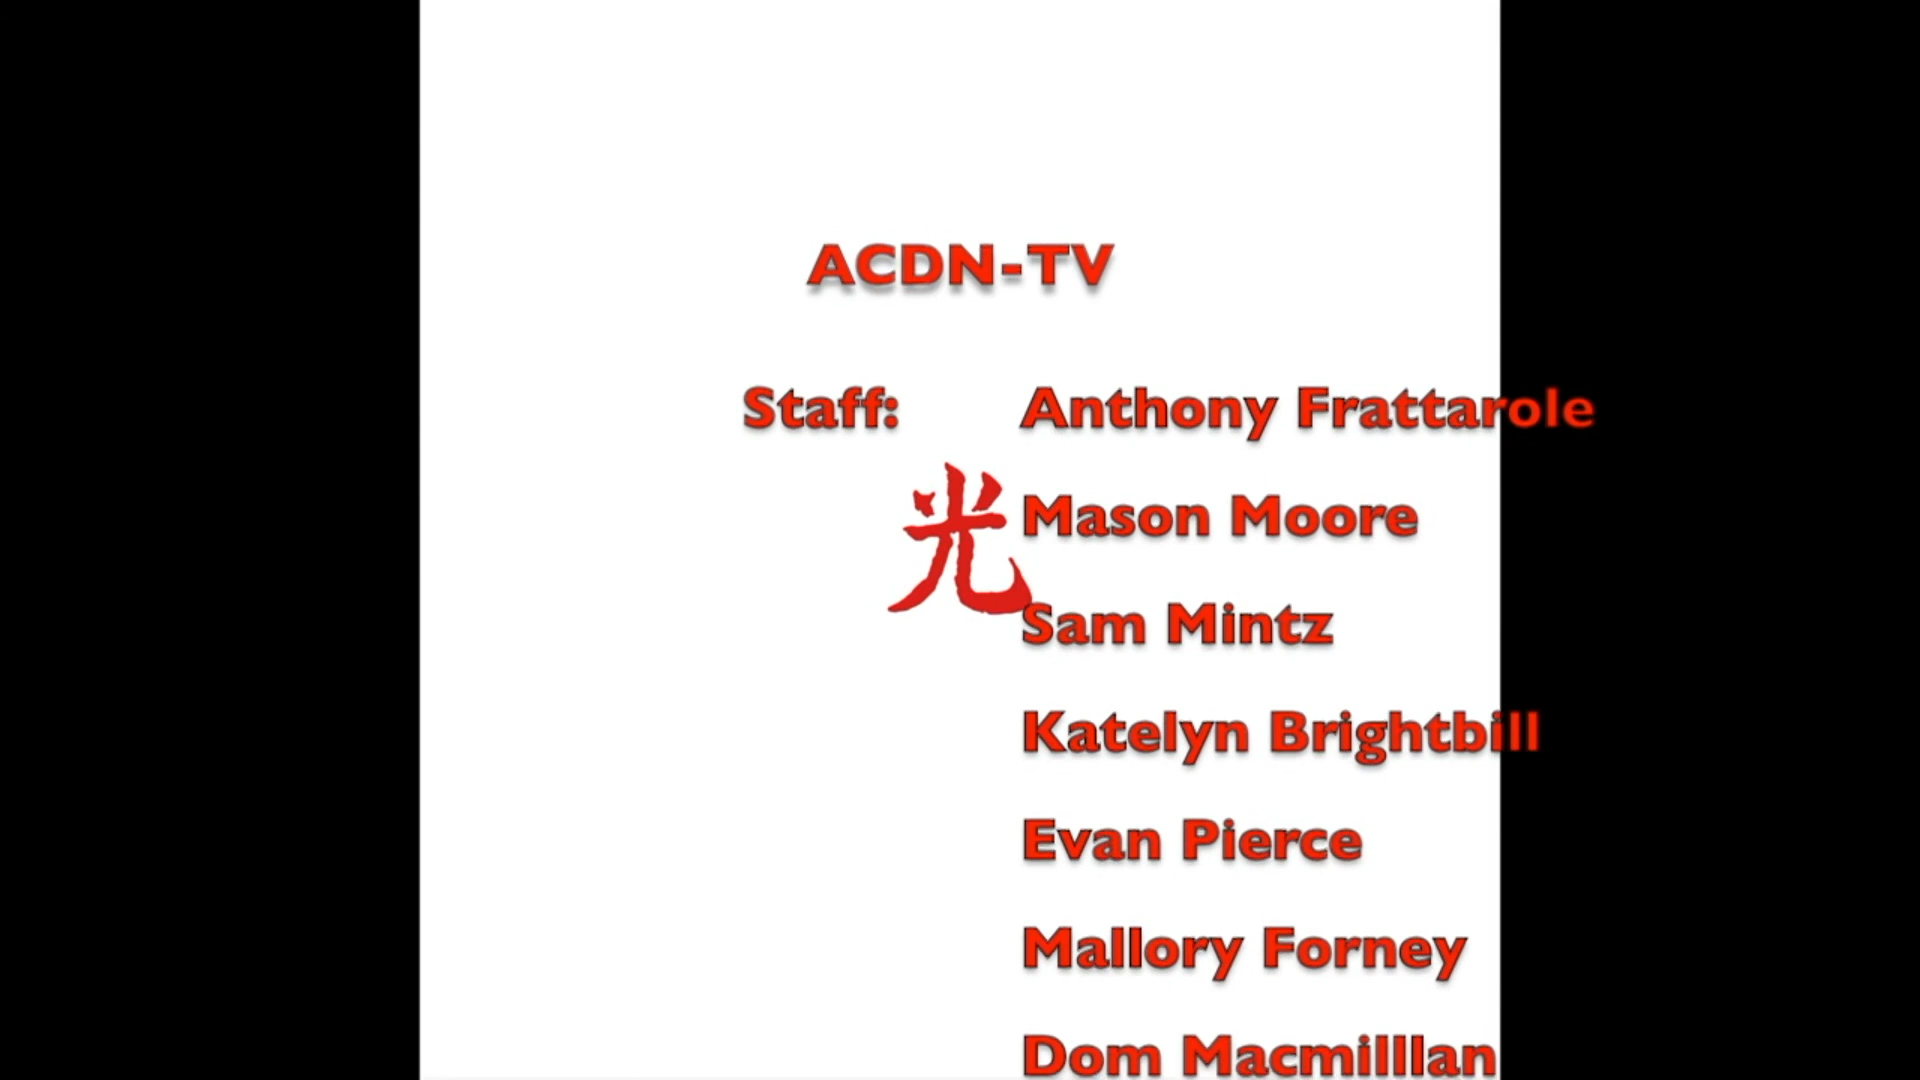 ACDN-TV
Staff: Anthony Frattarole
光
Mason Moore
Sam Mintz
Katelyn Brightbill
Evan Pierce
Mallory Forney
Dom Macmilllan